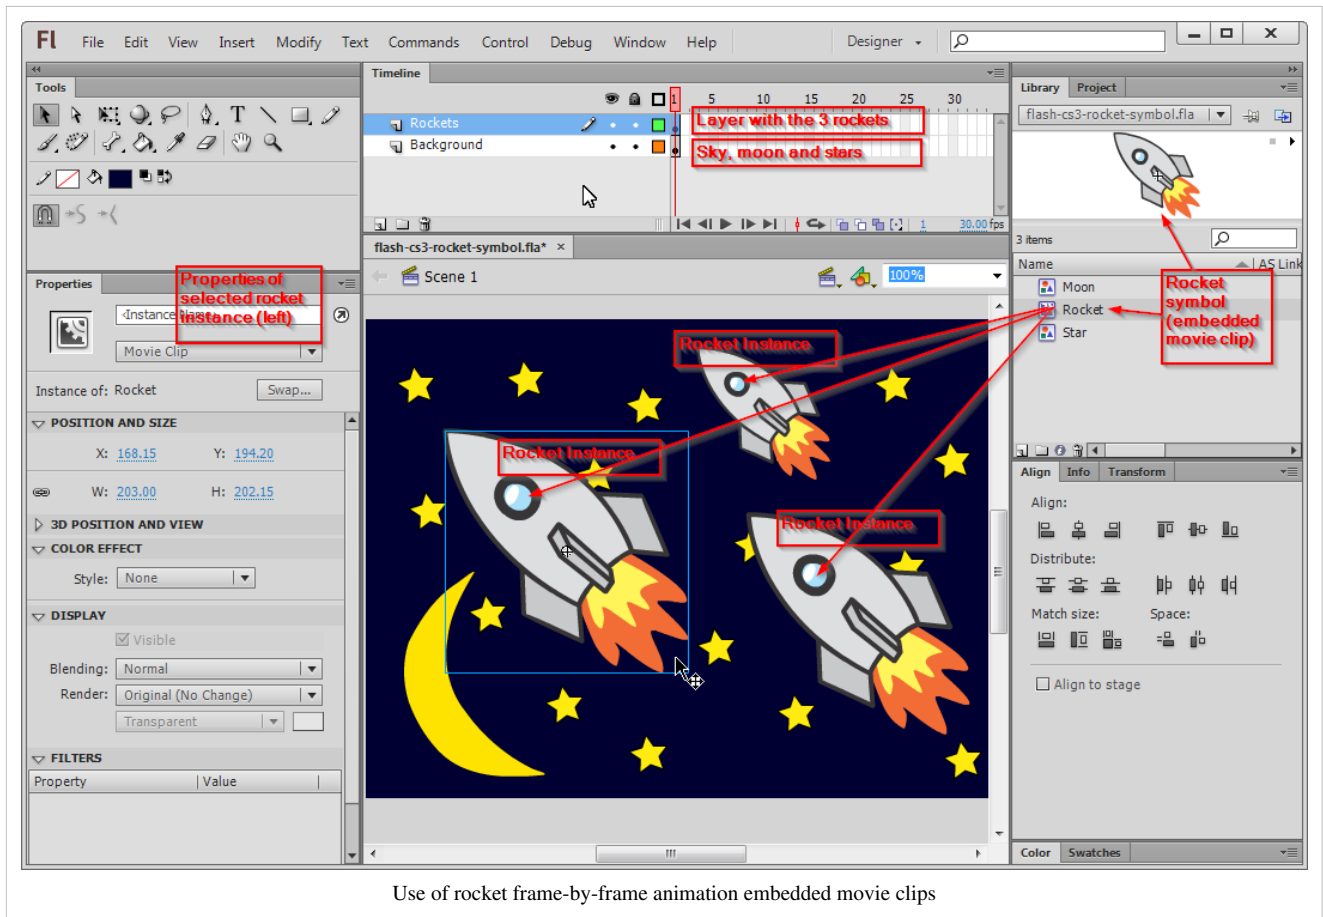 Fl File Edit View Insert Modify Text Commands Control Debug Window Help Designer
Tools
Timeline
1 5 10 15 20 25 30
Rockets
Layer with the 3 rockets
Background
Sky, moon and stars
1 30.00 fps
flash-cs3-rocket-symbol.fla* ×
Scene 1
100%
Properties
Properties of
selected rocket
instance (left)
Movie Clip
Instance of: Rocket Swap...
POSITION AND SIZE
X: 168.15 Y: 194.20
W: 203.00 H: 202.15
3D POSITION AND VIEW
COLOR EFFECT
Style: None
DISPLAY
Visible
Blending: Normal
Render: Original (No Change)
Transparent
FILTERS
Property Value
Rocket Instance
Rocket Instance
Rocket Instance
Library Project
flash-cs3-rocket-symbol.fla
3 items
Name AS Link
Moon
Rocket
Star
Rocket
symbol
(embedded
movie clip)
Align Info Transform
Align:
Distribute:
Match size: Space:
Align to stage
Color Swatches
Use of rocket frame-by-frame animation embedded movie clips